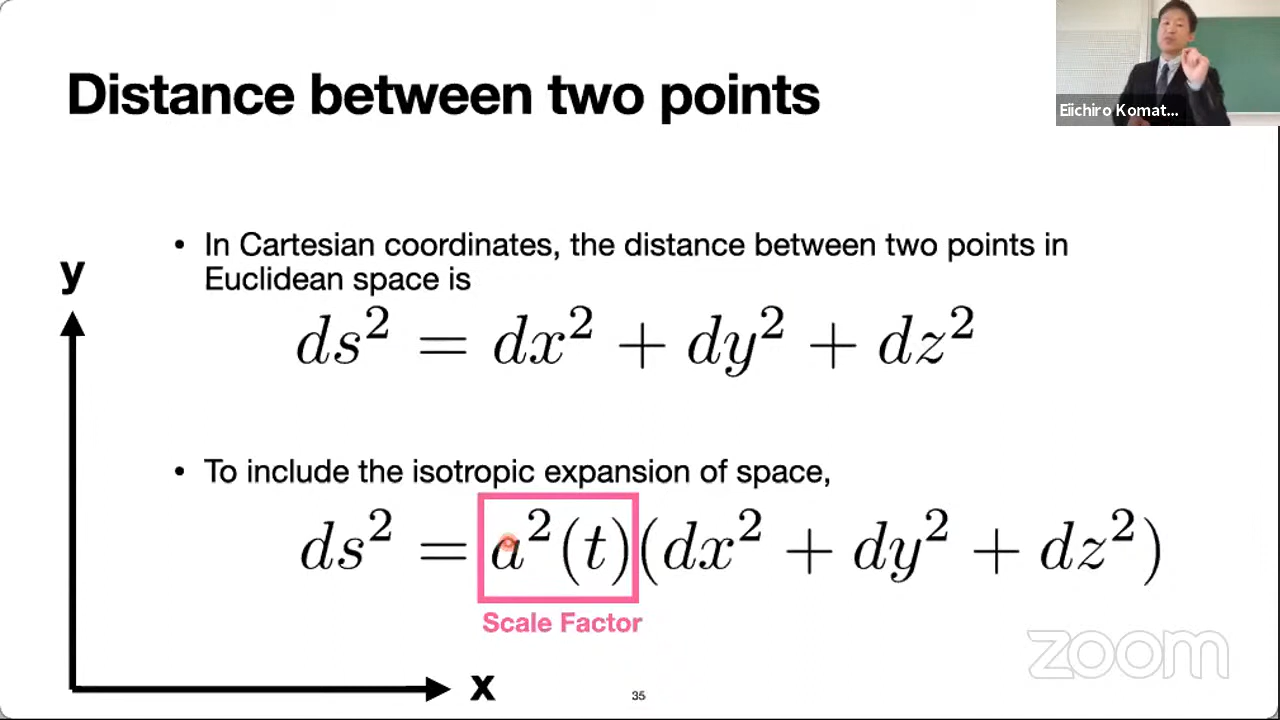 Distance between two points
Eiichiro Komat...
• In Cartesian coordinates, the distance between two points in
Euclidean space is
y
ds² = dx² + dy² + dz²
• To include the isotropic expansion of space,
ds² = a²(t)(dx² + dy² + dz²)
Scale Factor
zoom
x
35